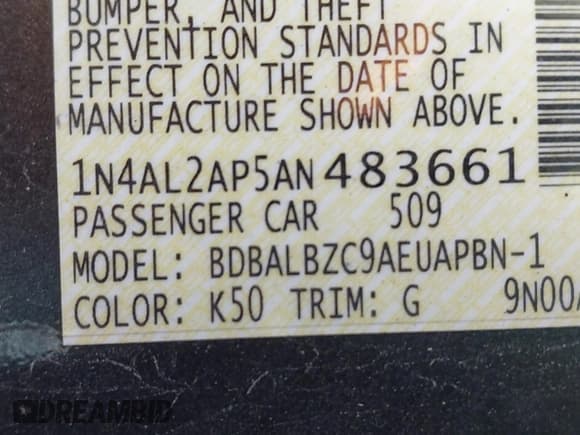 BUMPER, AND THEFT
PREVENTION STANDARDS IN
EFFECT ON THE DATE OF
MANUFACTURE SHOWN ABOVE.
1N4AL2AP5AN483661
PASSENGER CAR 509
MODEL: BDBALBZC9AEUAPBN-1
COLOR: K50 TRIM: G 9N00
DREAMBID